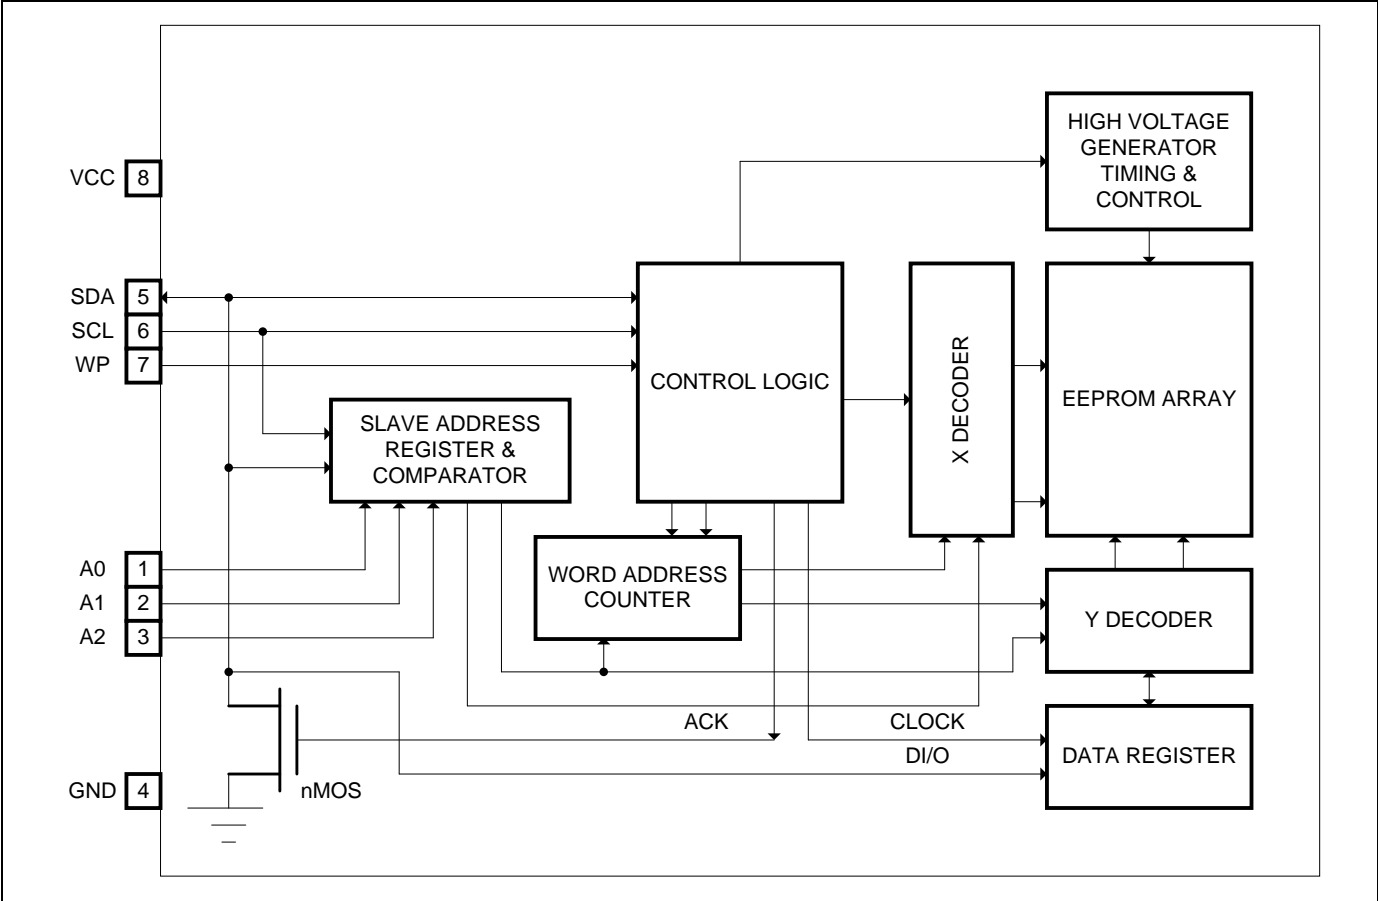 HIGH VOLTAGE
GENERATOR
TIMING &
CONTROL
VCC 8
SDA 5
SCL 6
WP 7
CONTROL LOGIC
X DECODER
EEPROM ARRAY
SLAVE ADDRESS
REGISTER &
COMPARATOR
A0 1
A1 2
A2 3
WORD ADDRESS
COUNTER
Y DECODER
ACK
CLOCK
DI/O
DATA REGISTER
GND 4
nMOS